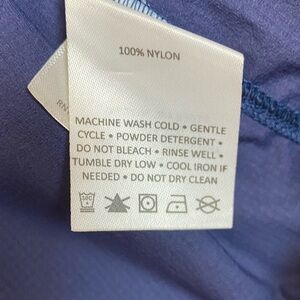 100% NYLON
RN
MACHINE WASH COLD • GENTLE
CYCLE • POWDER DETERGENT •
DO NOT BLEACH • RINSE WELL •
TUMBLE DRY LOW • COOL IRON IF
NEEDED • DO NOT DRY CLEAN